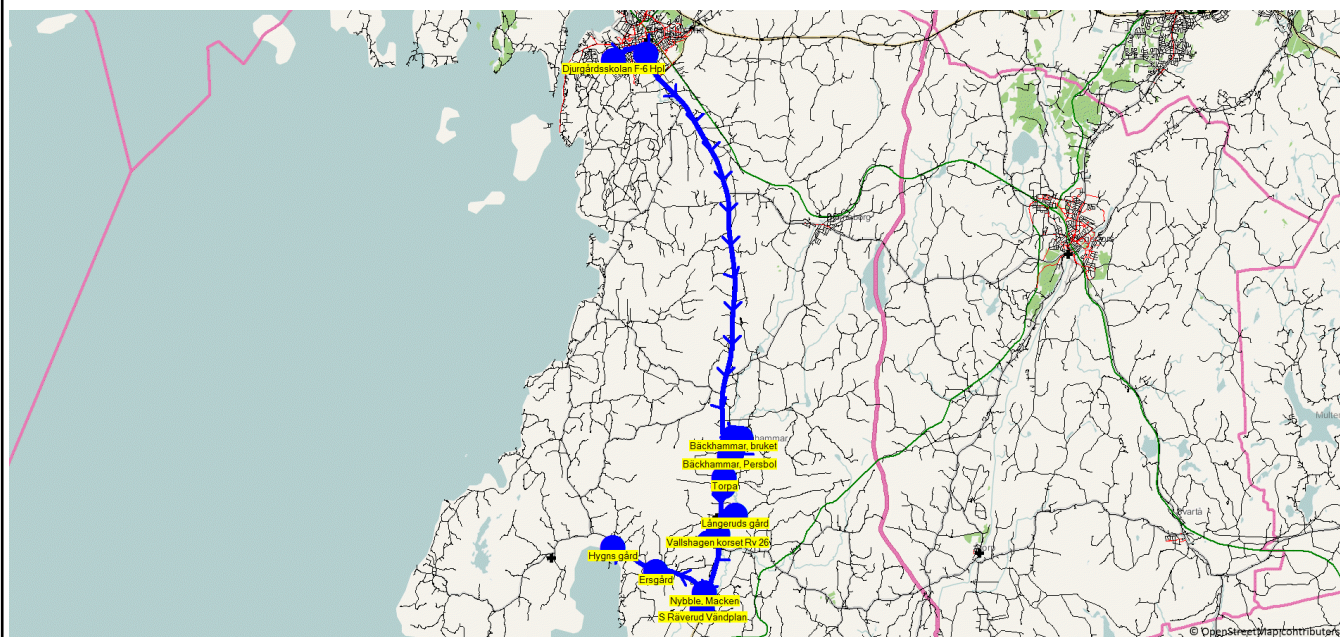 Djurgårdsskolan F-6 Hpl
Bäckhammar, bruket
Bäckhammar, Persbol
Torpa
Långeruds gård
Vallshagen korset Rv 26
Hygns gård
Ersgård
Nybble, Macken
S Räverud Vändplan
© OpenStreetMap contributors